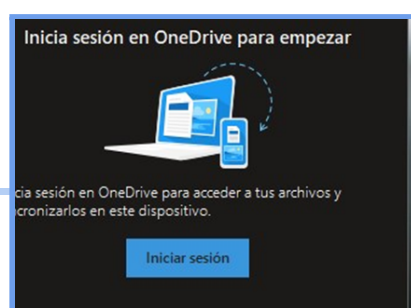 Inicia sesión en OneDrive para empezar
cia sesión en OneDrive para acceder a tus archivos y
cronizarlos en este dispositivo.
Iniciar sesión